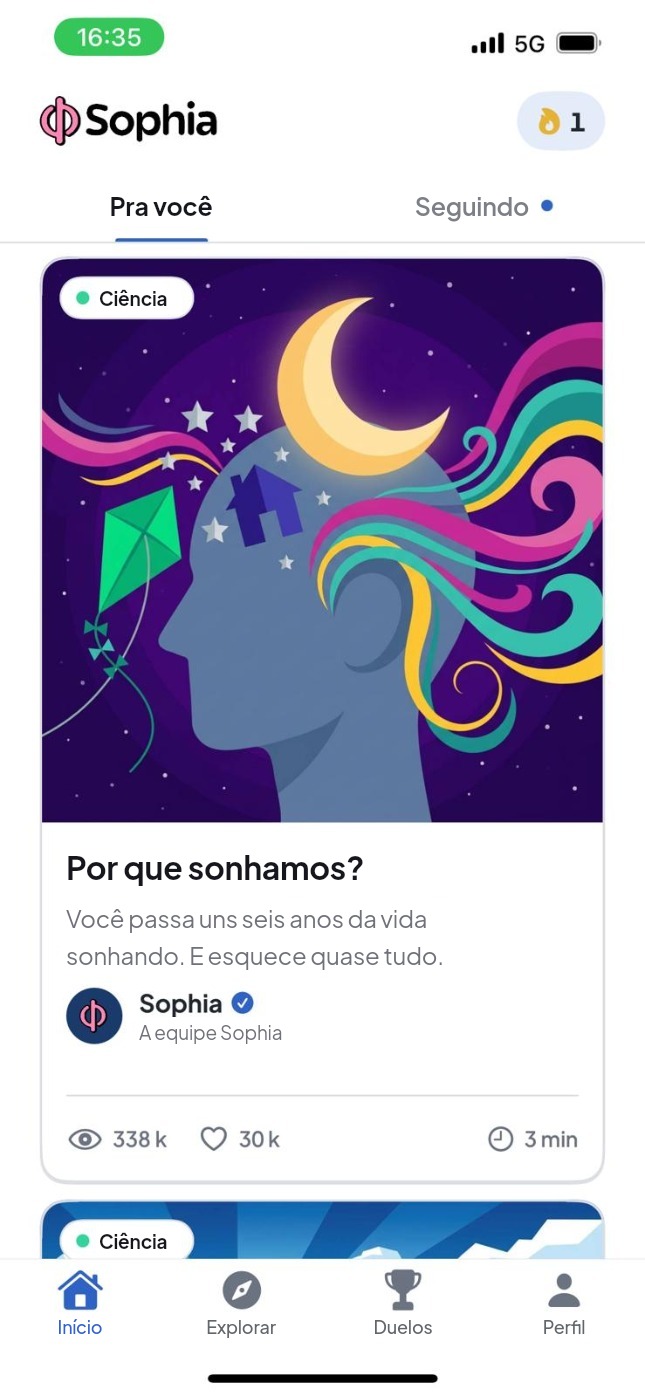 16:35
5G
Sophia
1
Pra você
Seguindo
Ciência
Por que sonhamos?
Você passa uns seis anos da vida
sonhando. E esquece quase tudo.
Sophia
A equipe Sophia
338 k
30 k
3 min
Ciência
Início
Explorar
Duelos
Perfil